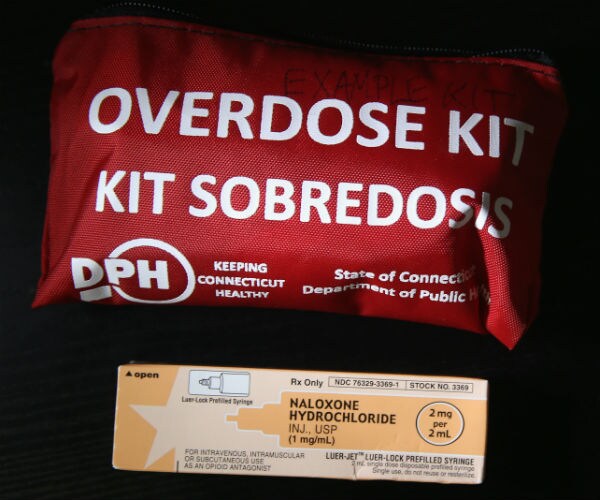 EXAMPLE KIT
OVERDOSE KIT
KIT SOBREDOSIS
DPH
KEEPING
CONNECTICUT
HEALTHY
State of Connecticut
Department of Public
▲ open
Luer-Lock Prefilled Syringe
Rx Only
NDC 76329-3369-1
STOCK NO. 3369
NALOXONE
HYDROCHLORIDE
INJ., USP
(1 mg/mL)
2 mg
per
2 mL
FOR INTRAVENOUS, INTRAMUSCULAR
OR SUBCUTANEOUS USE
AS AN OPIOID ANTAGONIST
LUER-JET™ LUER-LOCK PREFILLED SYRINGE
2 mL single dose disposable prefilled syringe
Single use, do not reuse or resterilize.